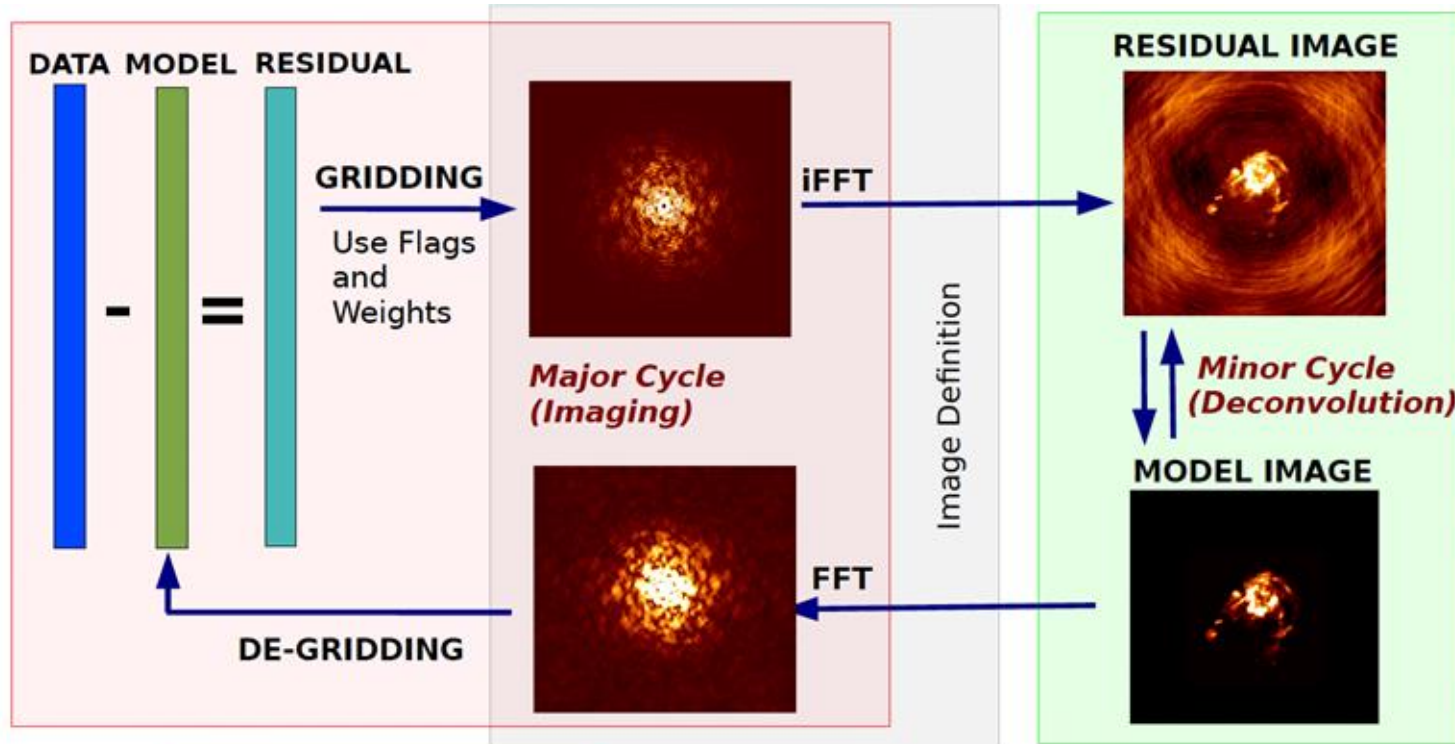 DATA MODEL RESIDUAL
-
=
GRIDDING
Use Flags
and
Weights
iFFT
RESIDUAL IMAGE
Major Cycle
(Imaging)
Image Definition
Minor Cycle
(Deconvolution)
MODEL IMAGE
FFT
DE-GRIDDING